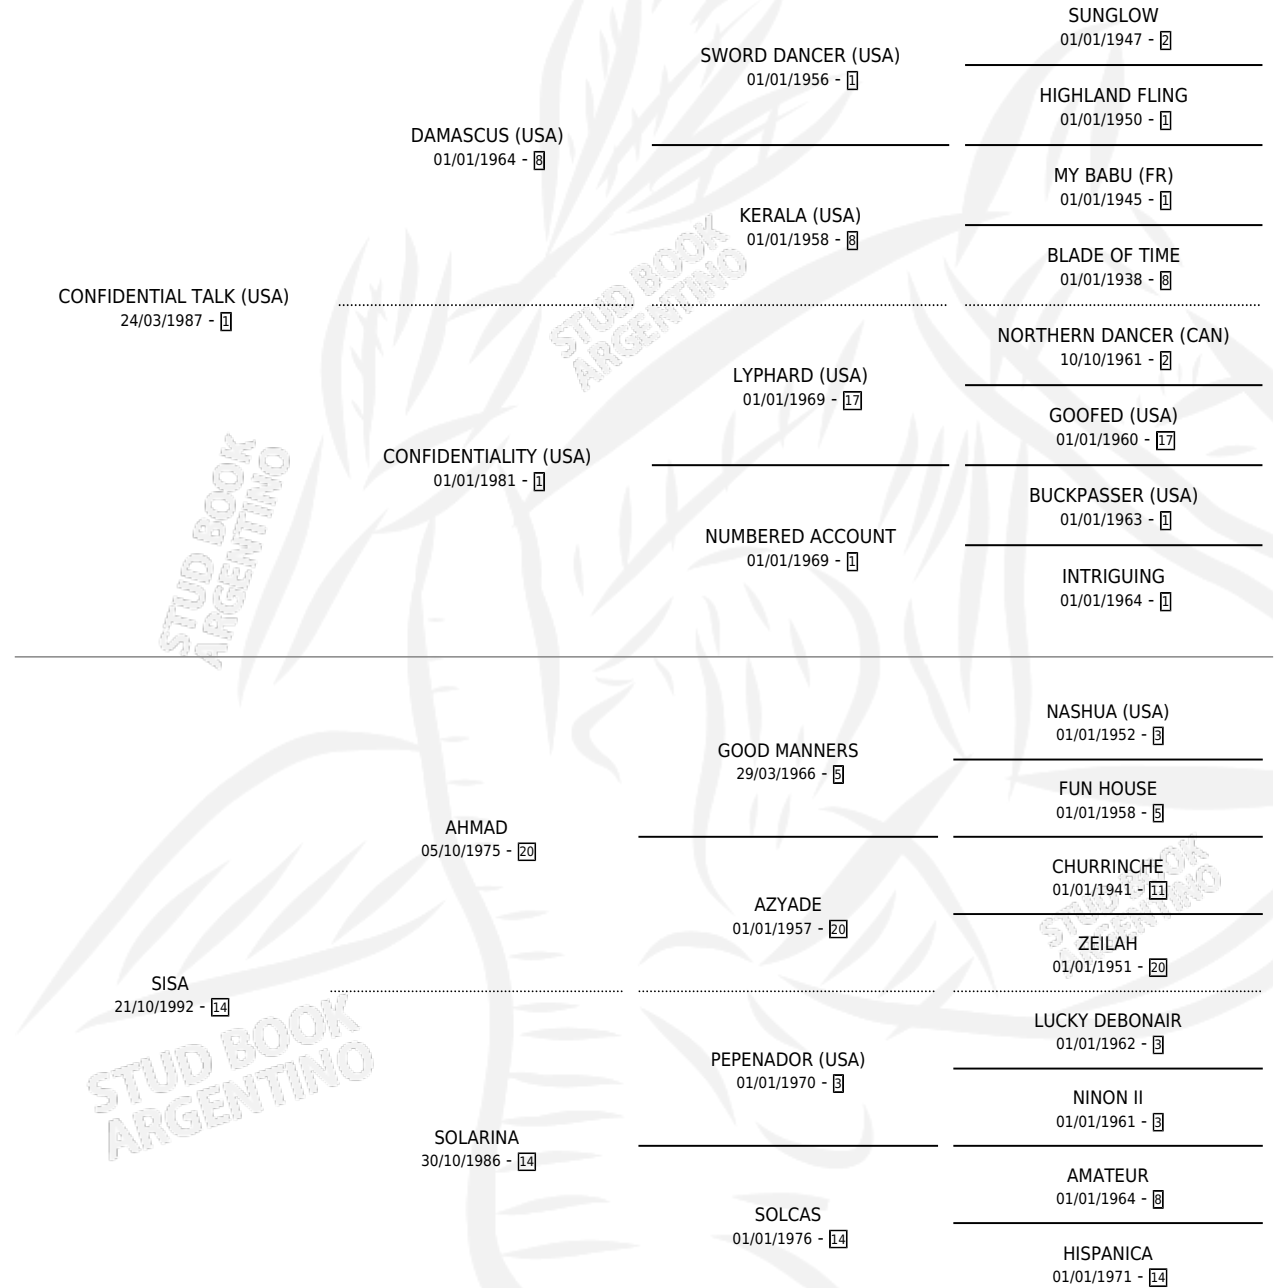 SUNGLOW
01/01/1947 - 2
SWORD DANCER (USA)
01/01/1956 - 1
HIGHLAND FLING
01/01/1950 - 1
DAMASCUS (USA)
01/01/1964 - 8
MY BABU (FR)
01/01/1945 - 1
KERALA (USA)
01/01/1958 - 8
BLADE OF TIME
01/01/1938 - 8
CONFIDENTIAL TALK (USA)
24/03/1987 - 1
NORTHERN DANCER (CAN)
10/10/1961 - 2
LYPHARD (USA)
01/01/1969 - 17
GOOFED (USA)
01/01/1960 - 17
CONFIDENTIALITY (USA)
01/01/1981 - 1
BUCKPASSER (USA)
01/01/1963 - 1
NUMBERED ACCOUNT
01/01/1969 - 1
INTRIGUING
01/01/1964 - 1
NASHUA (USA)
01/01/1952 - 3
GOOD MANNERS
29/03/1966 - 5
FUN HOUSE
01/01/1958 - 5
AHMAD
05/10/1975 - 20
CHURRINCHE
01/01/1941 - 11
AZYADE
01/01/1957 - 20
ZEILAH
01/01/1951 - 20
SISA
21/10/1992 - 14
LUCKY DEBONAIR
01/01/1962 - 3
PEPENADOR (USA)
01/01/1970 - 3
NINON II
01/01/1961 - 3
SOLARINA
30/10/1986 - 14
AMATEUR
01/01/1964 - 8
SOLCAS
01/01/1976 - 14
HISPANICA
01/01/1971 - 14
STUD BOOK
ARGENTINO
STUD BOOK
ARGENTINO
STUD BOOK
ARGENTINO
STUD BOOK
ARGENTINO